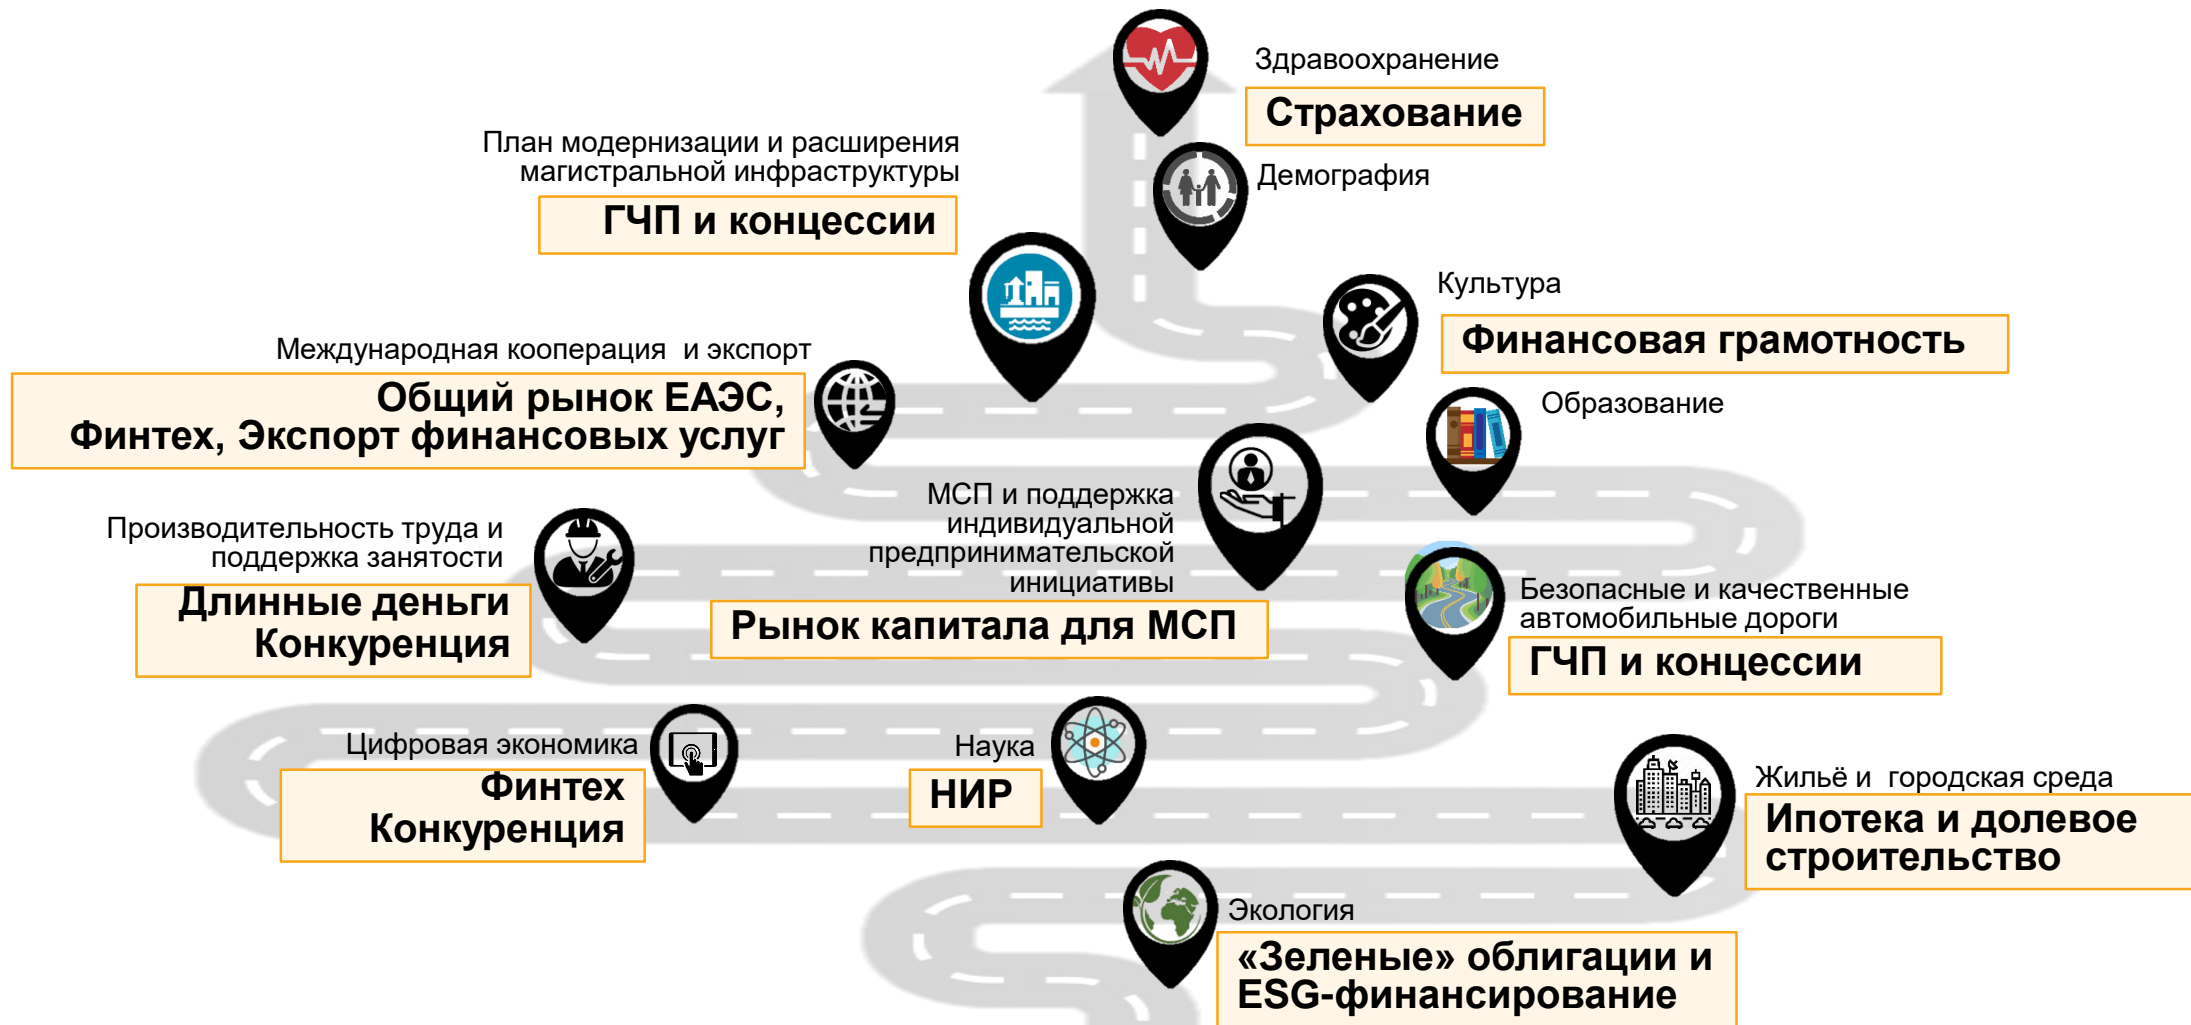 Здравоохранение
Страхование
План модернизации и расширения
магистральной инфраструктуры
ГЧП и концессии
Демография
Культура
Финансовая грамотность
Международная кооперация и экспорт
Общий рынок ЕАЭС,
Финтех, Экспорт финансовых услуг
Образование
МСП и поддержка
индивидуальной
предпринимательской
инициативы
Рынок капитала для МСП
Производительность труда и
поддержка занятости
Длинные деньги
Конкуренция
Безопасные и качественные
автомобильные дороги
ГЧП и концессии
Цифровая экономика
Финтех
Конкуренция
Наука
НИР
Жильё и городская среда
Ипотека и долевое
строительство
Экология
«Зеленые» облигации и
ESG-финансирование